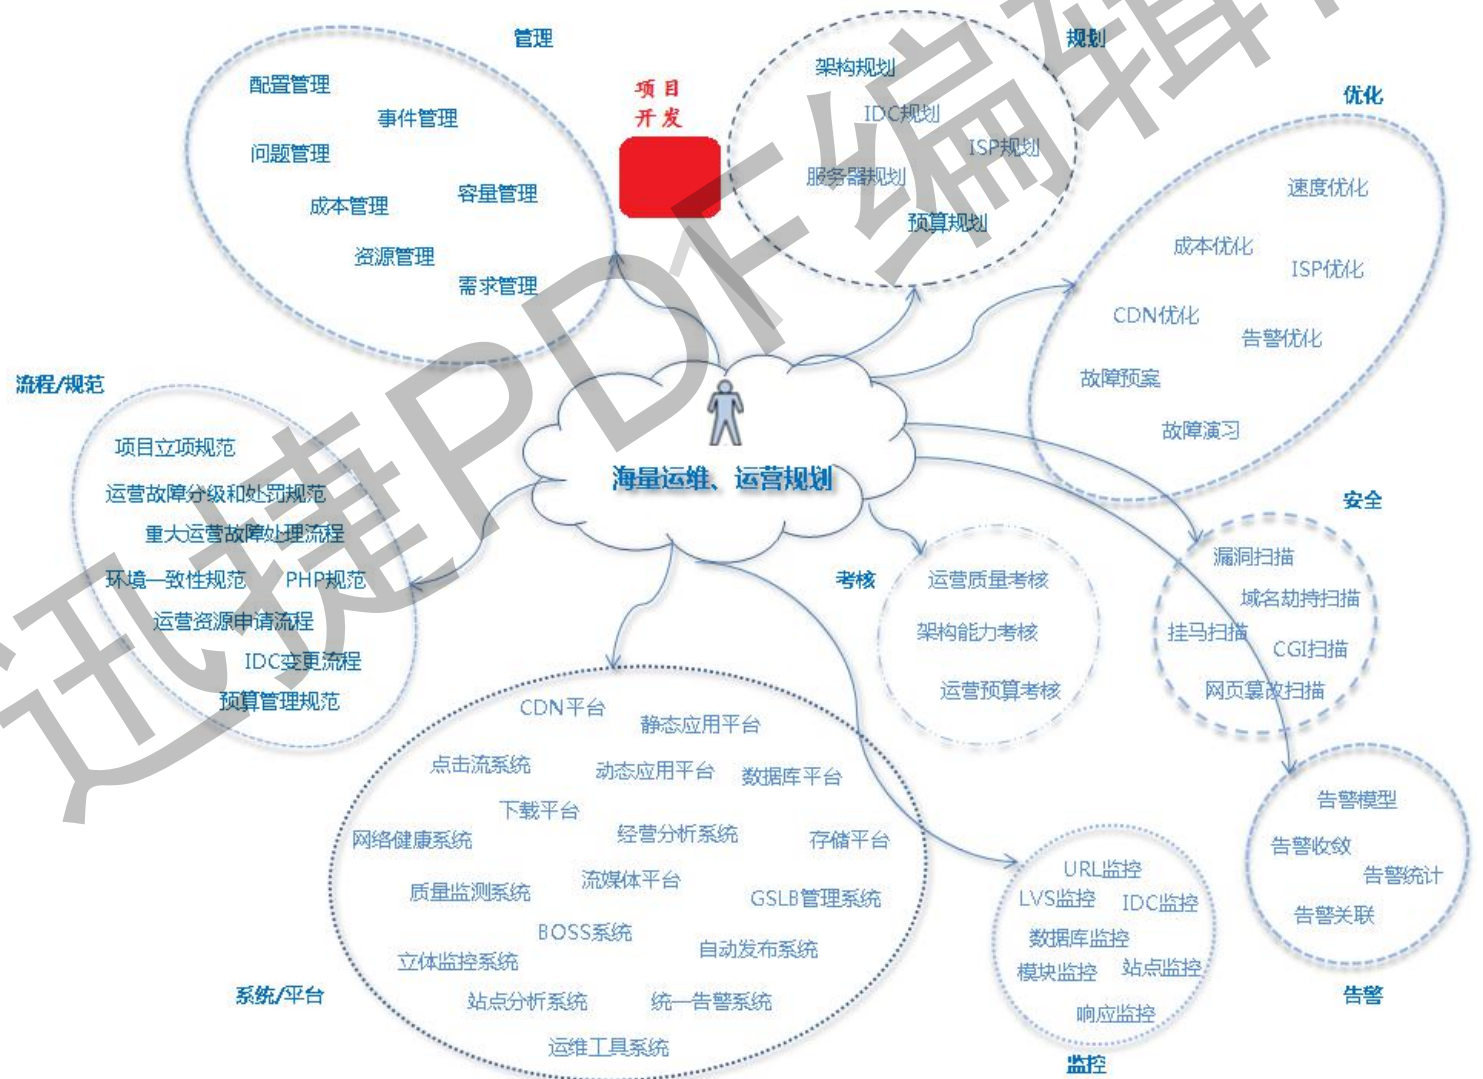 管理
配置管理
事件管理
问题管理
容量管理
成本管理
资源管理
需求管理
项目
开发
规划
架构规划
IDC规划
ISP规划
服务器规划
预算规划
优化
速度优化
成本优化
ISP优化
CDN优化
告警优化
故障预案
故障演习
流程/规范
项目立项规范
运营故障分级和处罚规范
重大运营故障处理流程
环境一致性规范 PHP规范
运营资源申请流程
IDC变更流程
预算管理规范
海量运维、运营规划
考核
运营质量考核
架构能力考核
运营预算考核
安全
漏洞扫描
域名劫持扫描
挂马扫描
CGI扫描
网页篡改扫描
系统/平台
CDN平台
静态应用平台
点击流系统
动态应用平台
数据库平台
下载平台
网络健康系统
经营分析系统
存储平台
质量监测系统
流媒体平台
GSLB管理系统
BOSS系统
自动发布系统
立体监控系统
站点分析系统
统一告警系统
运维工具系统
URL监控
LVS监控
IDC监控
数据库监控
模块监控
站点监控
响应监控
监控
告警模型
告警收敛
告警统计
告警关联
告警
迅捷PDF编辑